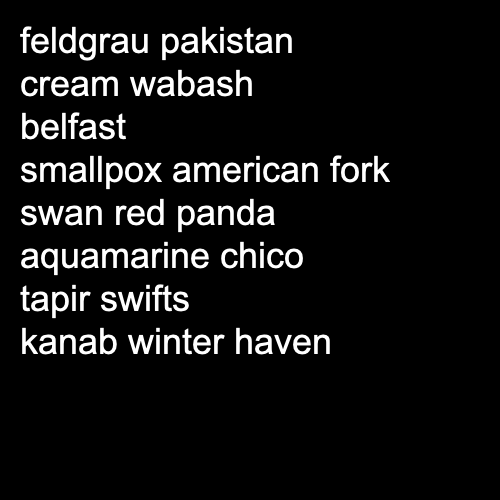 feldgrau pakistan
cream wabash
belfast
smallpox american fork
swan red panda
aquamarine chico
tapir swifts
kanab winter haven